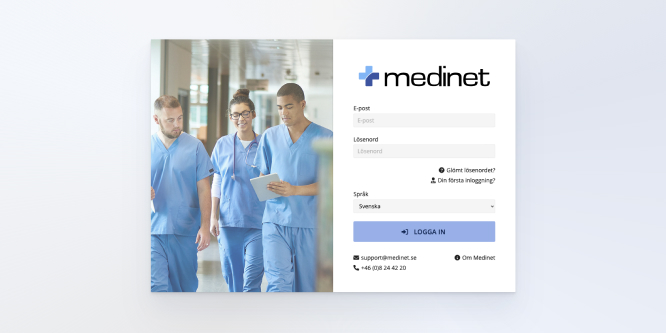 medinet
E-post
E-post
Lösenord
Lösenord
Glömt lösenordet?
Din första inloggning?
Språk
Svenska
LOGGA IN
support@medinet.se
Om Medinet
+46 (0)8 24 42 20